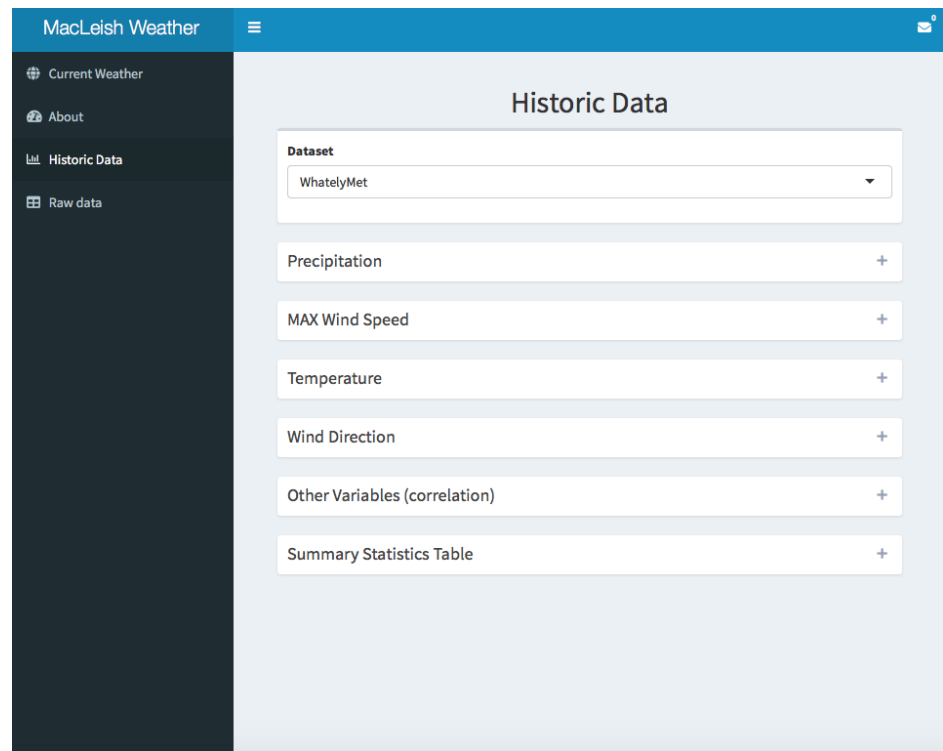 MacLeish Weather
0
Current Weather
About
Historic Data
Raw data
Historic Data
Dataset
WhatelyMet
Precipitation
MAX Wind Speed
Temperature
Wind Direction
Other Variables (correlation)
Summary Statistics Table